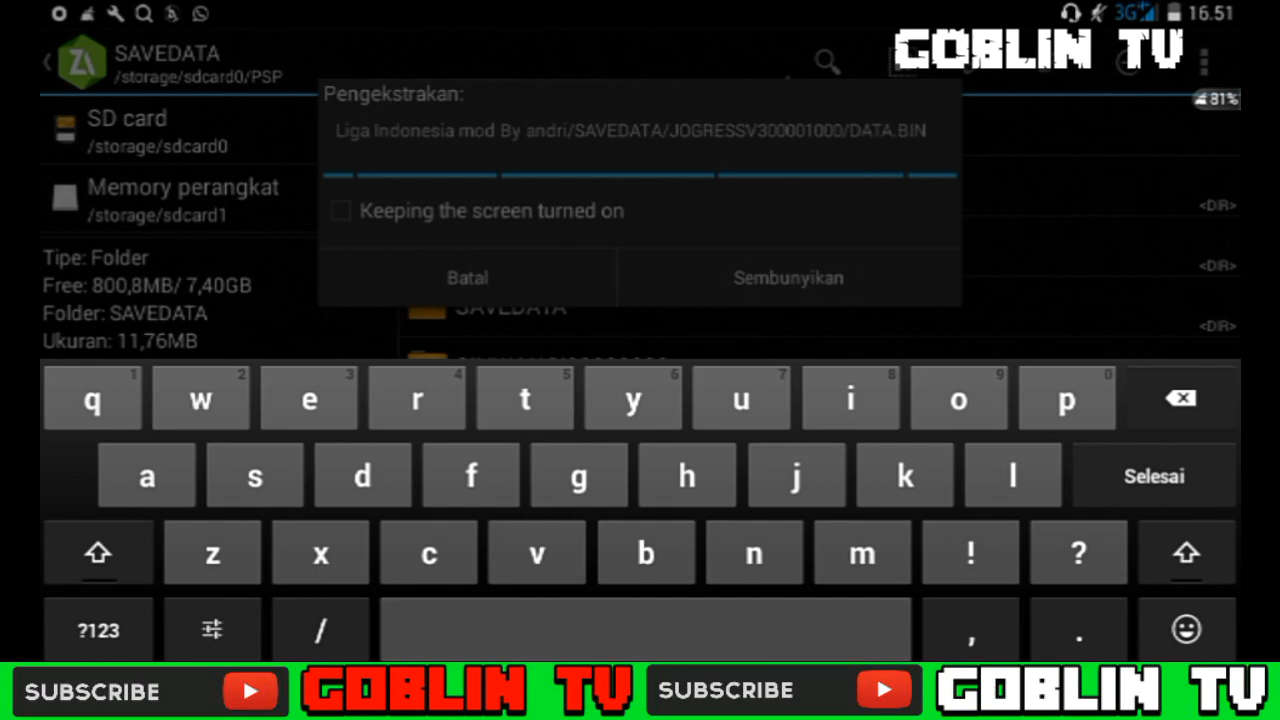 3G
16.51
GOBLIN TV
ZA
SAVEDATA
/storage/sdcard0/PSP
81%
SD card
/storage/sdcard0
Memory perangkat
/storage/sdcard1
Tipe: Folder
Free: 800,8MB/ 7,40GB
Folder: SAVEDATA
Ukuran: 11,76MB
Pengekstrakan:
Liga Indonesia mod By andri/SAVEDATA/JOGRESSV300001000/DATA.BIN
Keeping the screen turned on
Batal Sembunyikan
<DIR>
<DIR>
SAVEDATA
<DIR>
1 2 3 4 5 6 7 8 9 0
q w e r t y u i o p
a s d f g h j k l Selesai
z x c v b n m ! ?
?123 / , .
SUBSCRIBE GOBLIN TV SUBSCRIBE GOBLIN TV